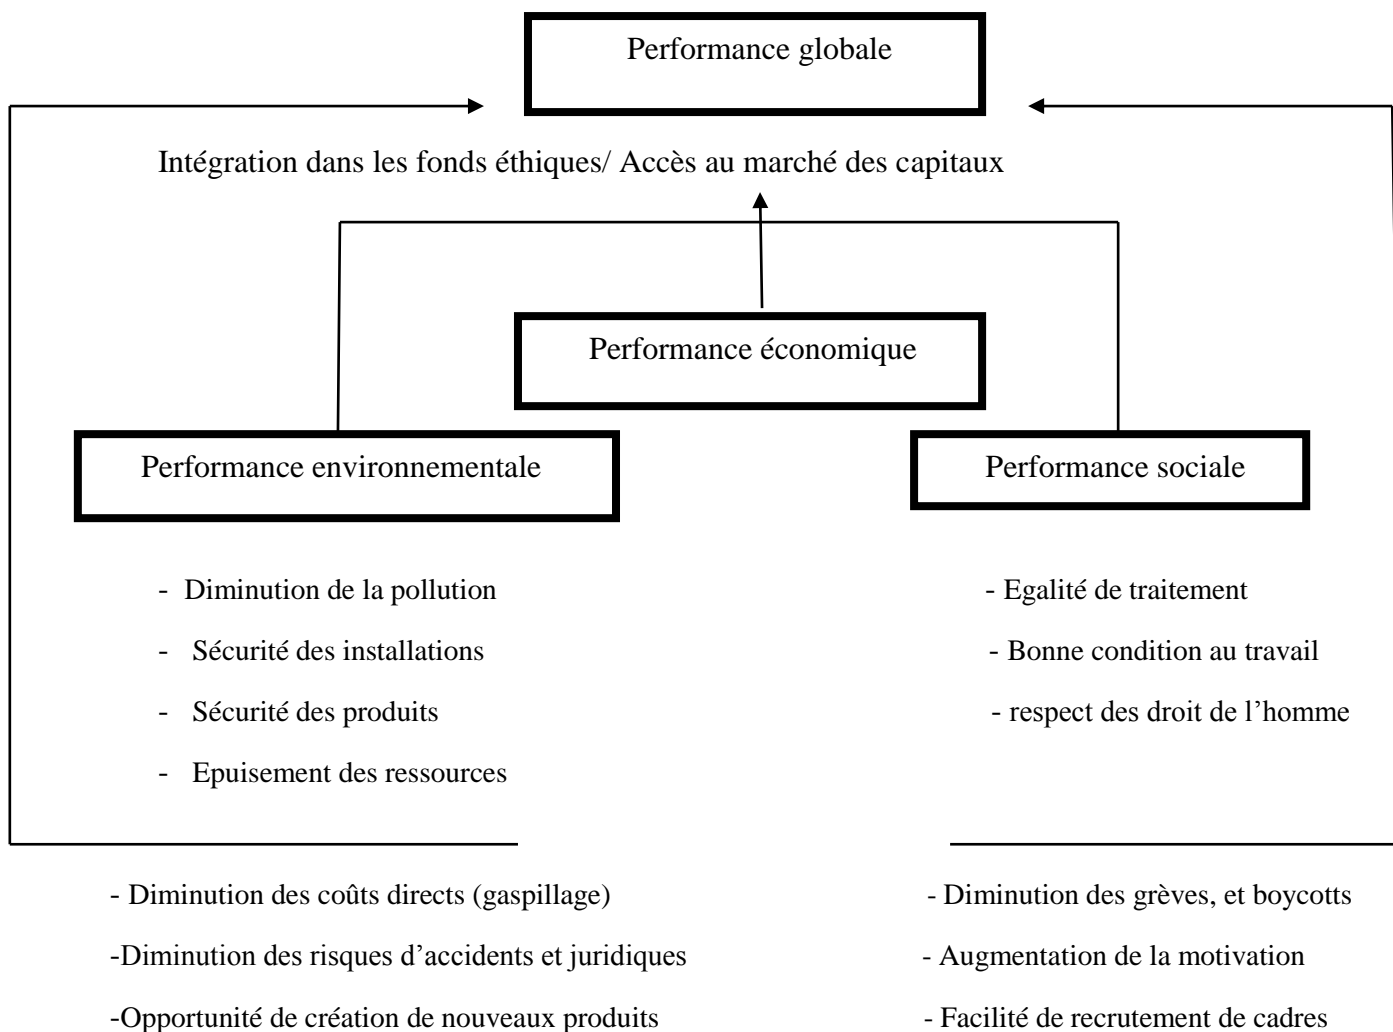 Performance globale
Intégration dans les fonds éthiques/ Accès au marché des capitaux
Performance économique
Performance environnementale
Performance sociale
- Diminution de la pollution
- Egalité de traitement
- Sécurité des installations
- Bonne condition au travail
- Sécurité des produits
- respect des droit de l’homme
- Epuisement des ressources
- Diminution des coûts directs (gaspillage)
- Diminution des grèves, et boycotts
-Diminution des risques d’accidents et juridiques
- Augmentation de la motivation
-Opportunité de création de nouveaux produits
- Facilité de recrutement de cadres